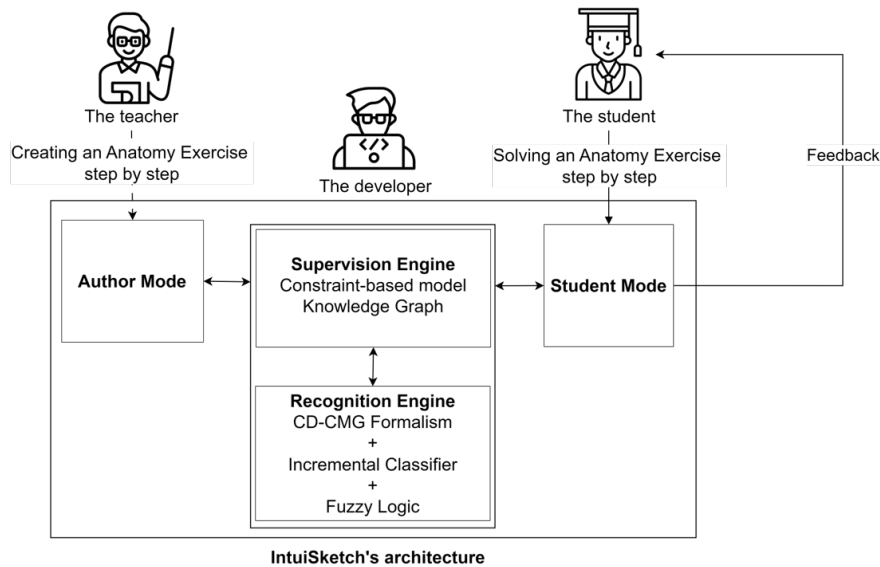 The teacher
Creating an Anatomy Exercise
step by step
</>
The developer
The student
Solving an Anatomy Exercise
step by step
Feedback
Author Mode
Supervision Engine
Constraint-based model
Knowledge Graph
Student Mode
Recognition Engine
CD-CMG Formalism
+
Incremental Classifier
+
Fuzzy Logic
IntuiSketch's architecture